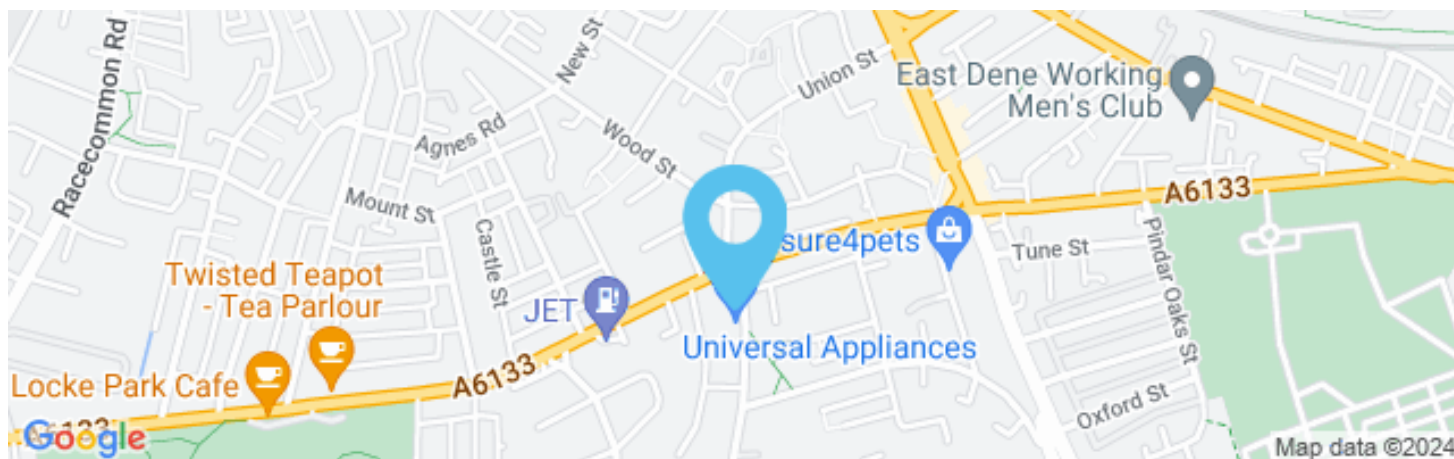 Racecommon Rd
New St
Union St
East Dene Working
Men's Club
Agnes Rd
Wood St
Mount St
A6133
Castle St
sure4pets
Tune St
Pindar Oaks St
Twisted Teapot
- Tea Parlour
JET
Universal Appliances
Locke Park Cafe
A6133
Oxford St
A6133
Google
Map data ©2024